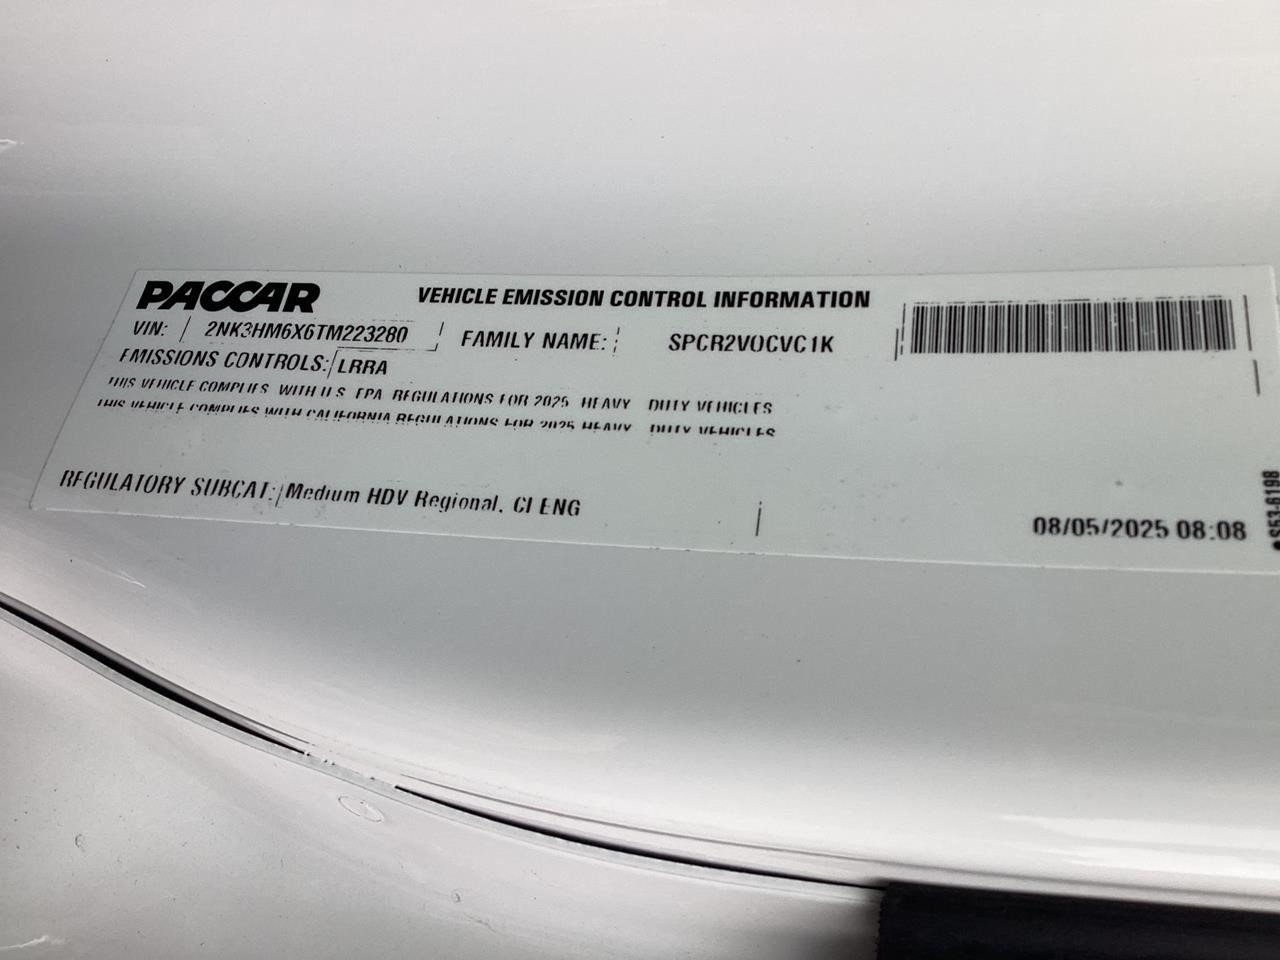 PACCAR VEHICLE EMISSION CONTROL INFORMATION
VIN: 2NK3HM6X6TM223280 FAMILY NAME: SPCR2VOCVC1K
EMISSIONS CONTROLS: LRRA
THIS VEHICLE COMPLIES WITH U.S. EPA REGULATIONS FOR 2025 HEAVY DUTY VEHICLES
THIS VEHICLE COMPLIES WITH CALIFORNIA REGULATIONS FOR 2025 HEAVY DUTY VEHICLES
REGULATORY SUBCAT: Medium HDV Regional, CI ENG
08/05/2025 08:08
S53-6198